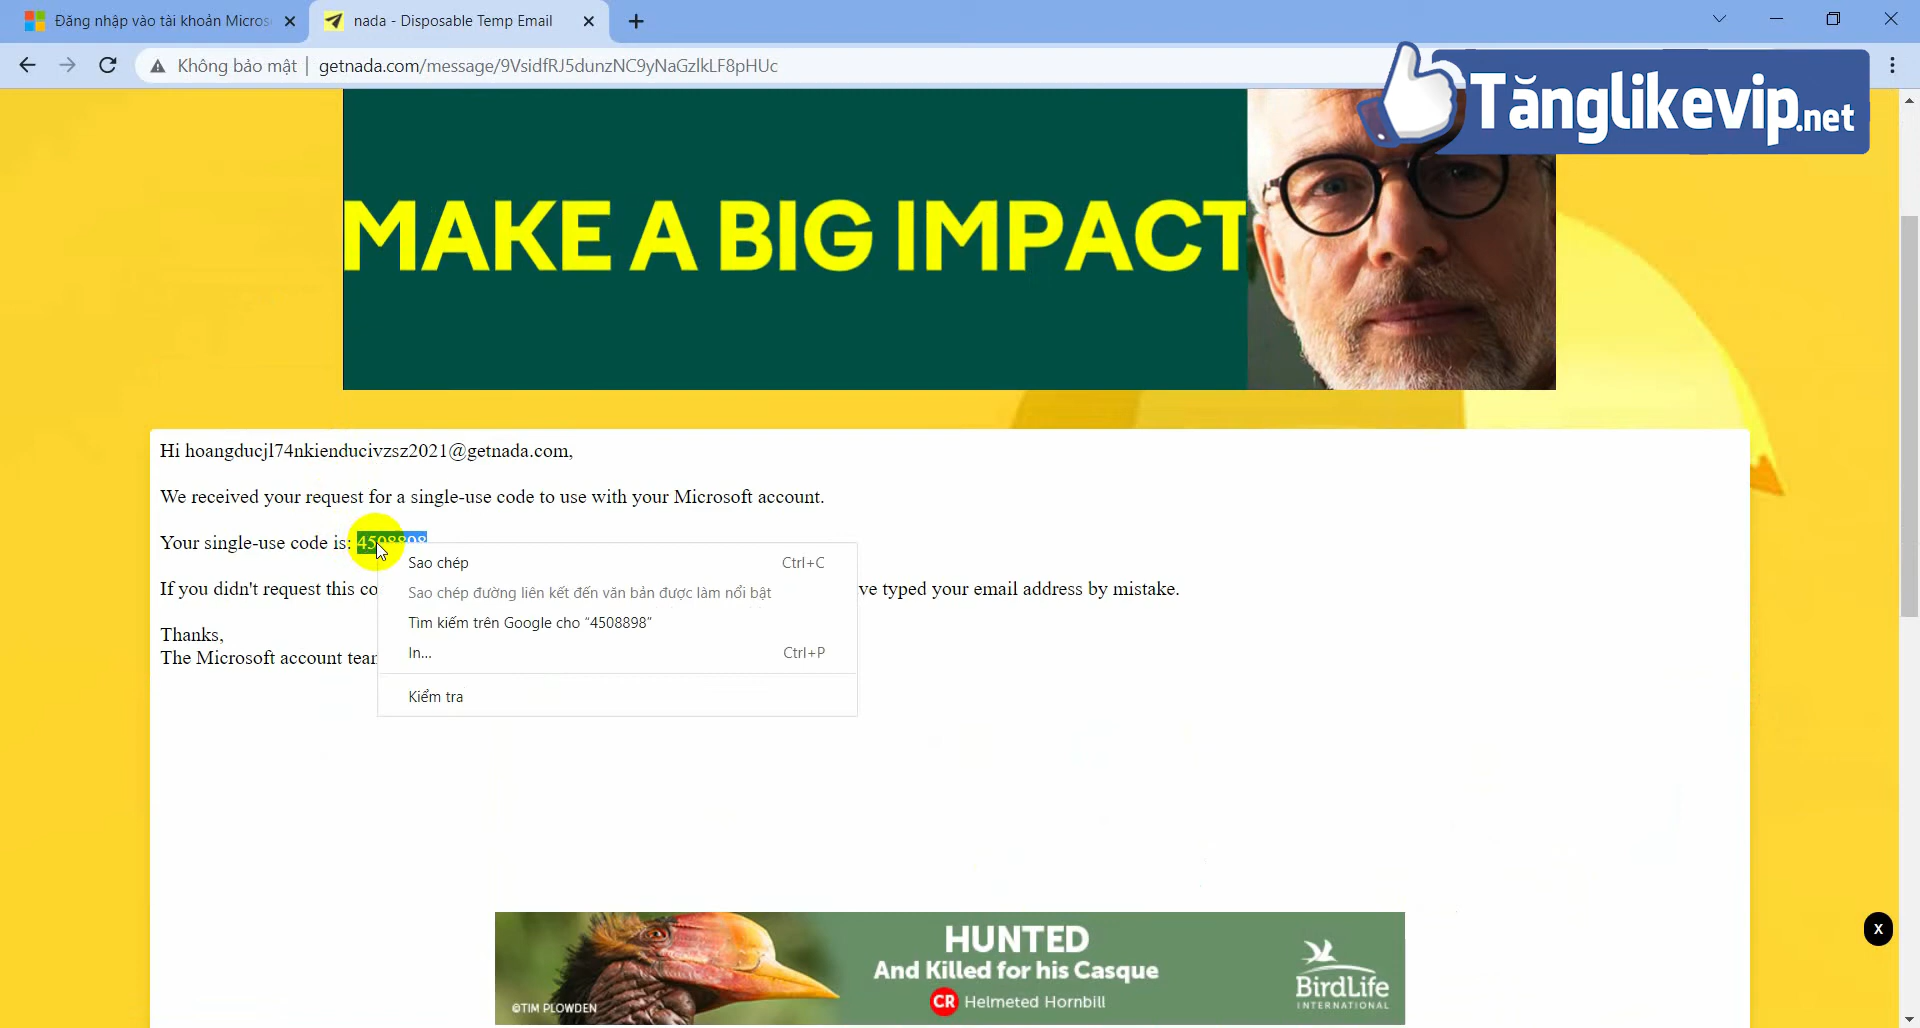 Đăng nhập vào tài khoản Micros
nada - Disposable Temp Email
Không bảo mật
getnada.com/message/9VsidfRJ5dunzNC9yNaGzlkLF8pHUc
Tănglikevip.net
MAKE A BIG IMPACT
Hi hoangducjl74nkienducivzsz2021@getnada.com,
We received your request for a single-use code to use with your Microsoft account.
Your single-use code is: 4508898
Sao chép Ctrl+C
Sao chép đường liên kết đến văn bản được làm nổi bật
If you didn't request this co
ve typed your email address by mistake.
Tìm kiếm trên Google cho “4508898”
Thanks,
In... Ctrl+P
The Microsoft account tean
Kiểm tra
X
HUNTED
And Killed for his Casque
CR Helmeted Hornbill
©TIM PLOWDEN
BirdLife
INTERNATIONAL